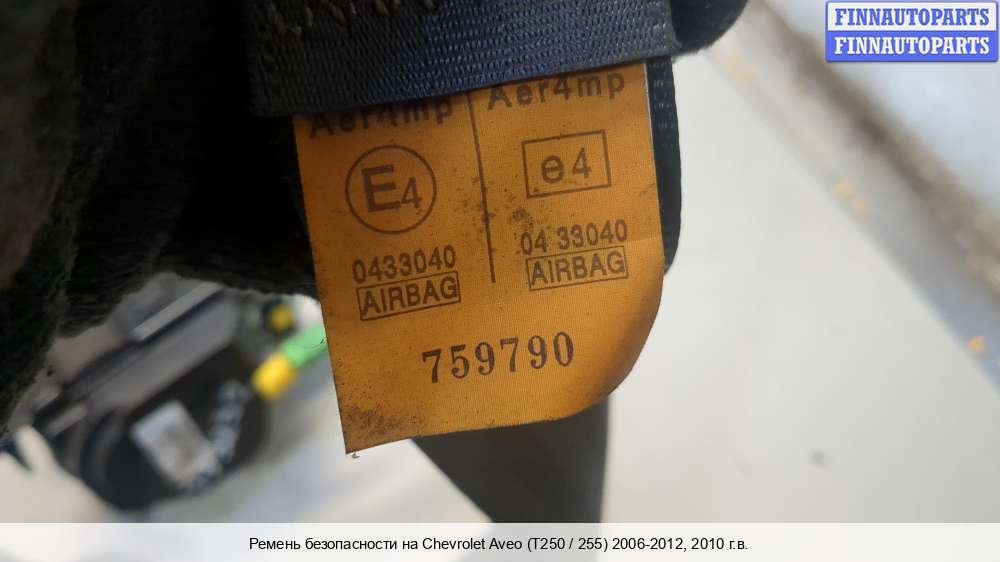 FINNAUTOPARTS
FINNAUTOPARTS
Aer4mp Aer4mp
E4 e4
0433040 04 33040
AIRBAG AIRBAG
759790
Ремень безопасности на Chevrolet Aveo (T250 / 255) 2006-2012, 2010 г.в.